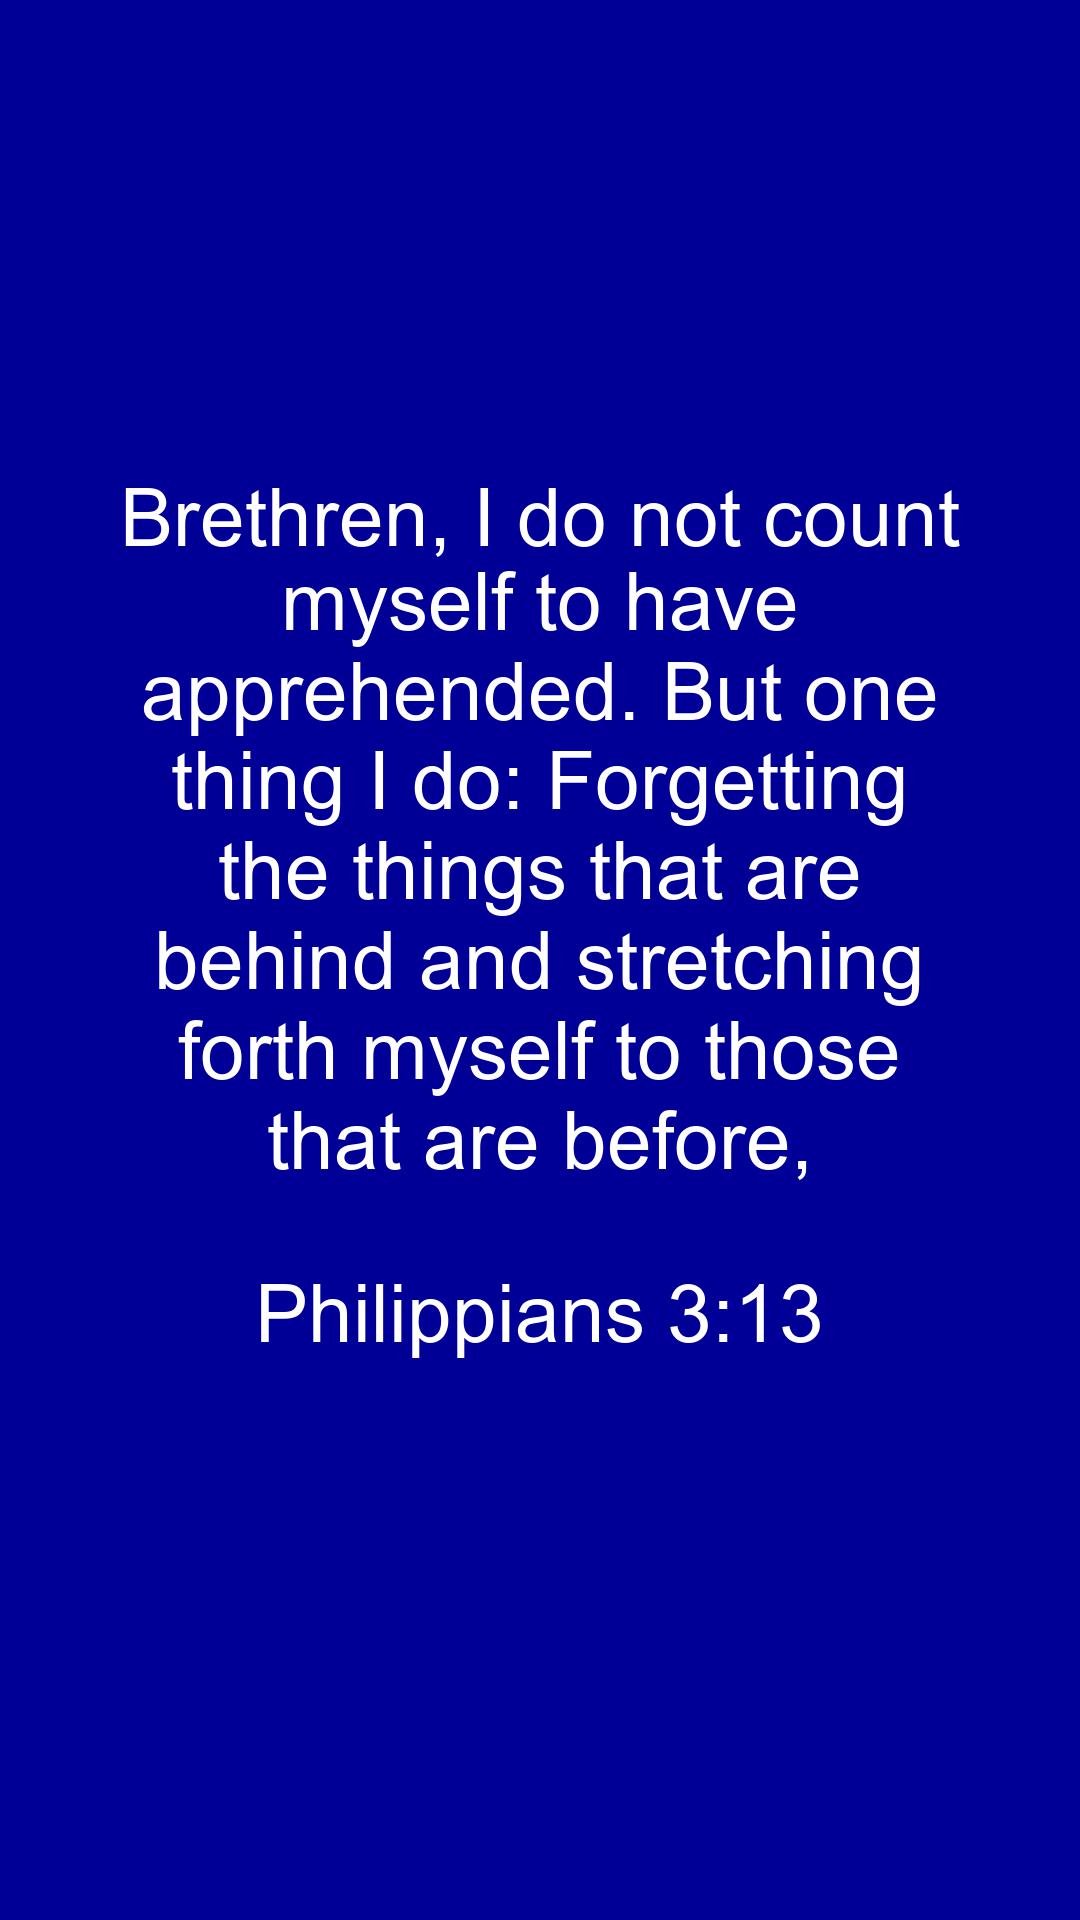 Brethren, I do not count
myself to have
apprehended. But one
thing I do: Forgetting
the things that are
behind and stretching
forth myself to those
that are before,
Philippians 3:13